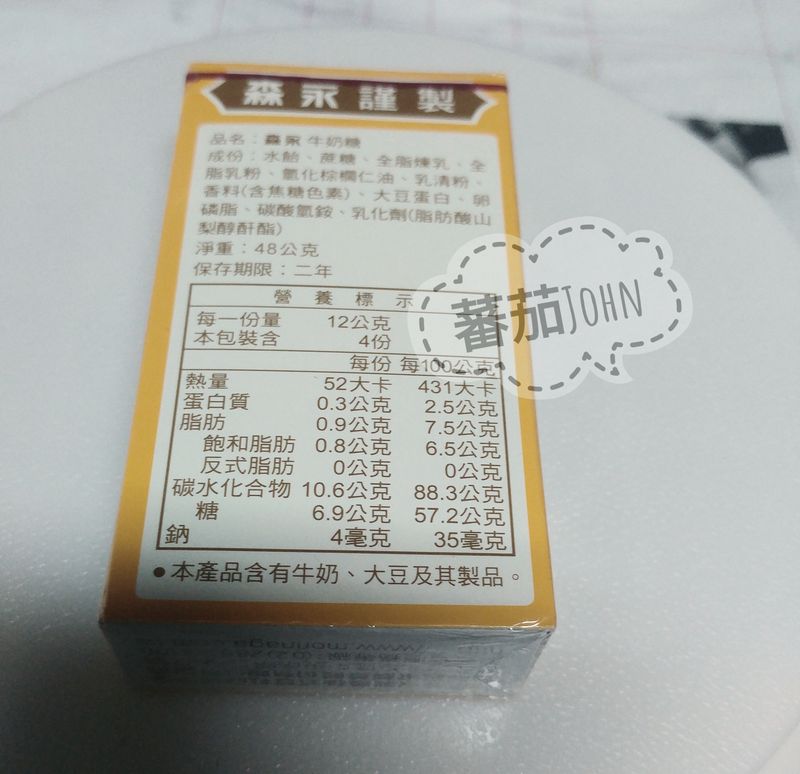 森永謹製
品名：森永 牛奶糖
成份：水飴、蔗糖、全脂煉乳、全
脂乳粉、氫化棕櫚仁油、乳清粉、
香料(含焦糖色素)、大豆蛋白、卵
磷脂、碳酸氫銨、乳化劑(脂肪酸山
梨醇酐酯)
淨重：48公克
保存期限：二年
營養標示
每一份量 12公克
本包裝含 4份
每份 每100公克
熱量 52大卡 431大卡
蛋白質 0.3公克 2.5公克
脂肪 0.9公克 7.5公克
飽和脂肪 0.8公克 6.5公克
反式脂肪 0公克 0公克
碳水化合物 10.6公克 88.3公克
糖 6.9公克 57.2公克
鈉 4毫克 35毫克
●本產品含有牛奶、大豆及其製品。
蕃茄JOHN